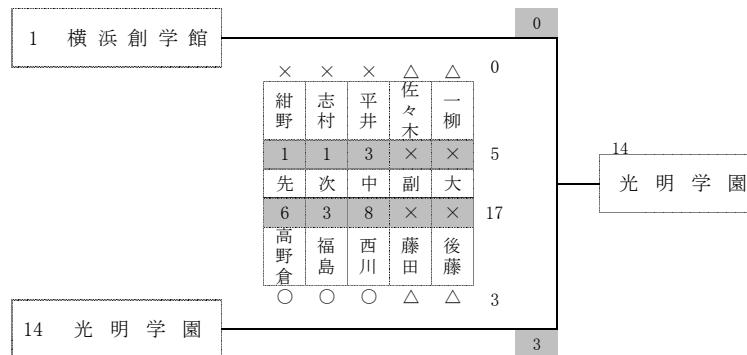 0
1 横浜創学館
× × × △ △ 0
紺野 志村 平井 佐々木 一柳
1 1 3 × × 5
先 次 中 副 大
6 3 8 × × 17
高野倉 福島 西川 藤田 後藤
○ ○ ○ △ △ 3
14
光明学園
14 光明学園
3